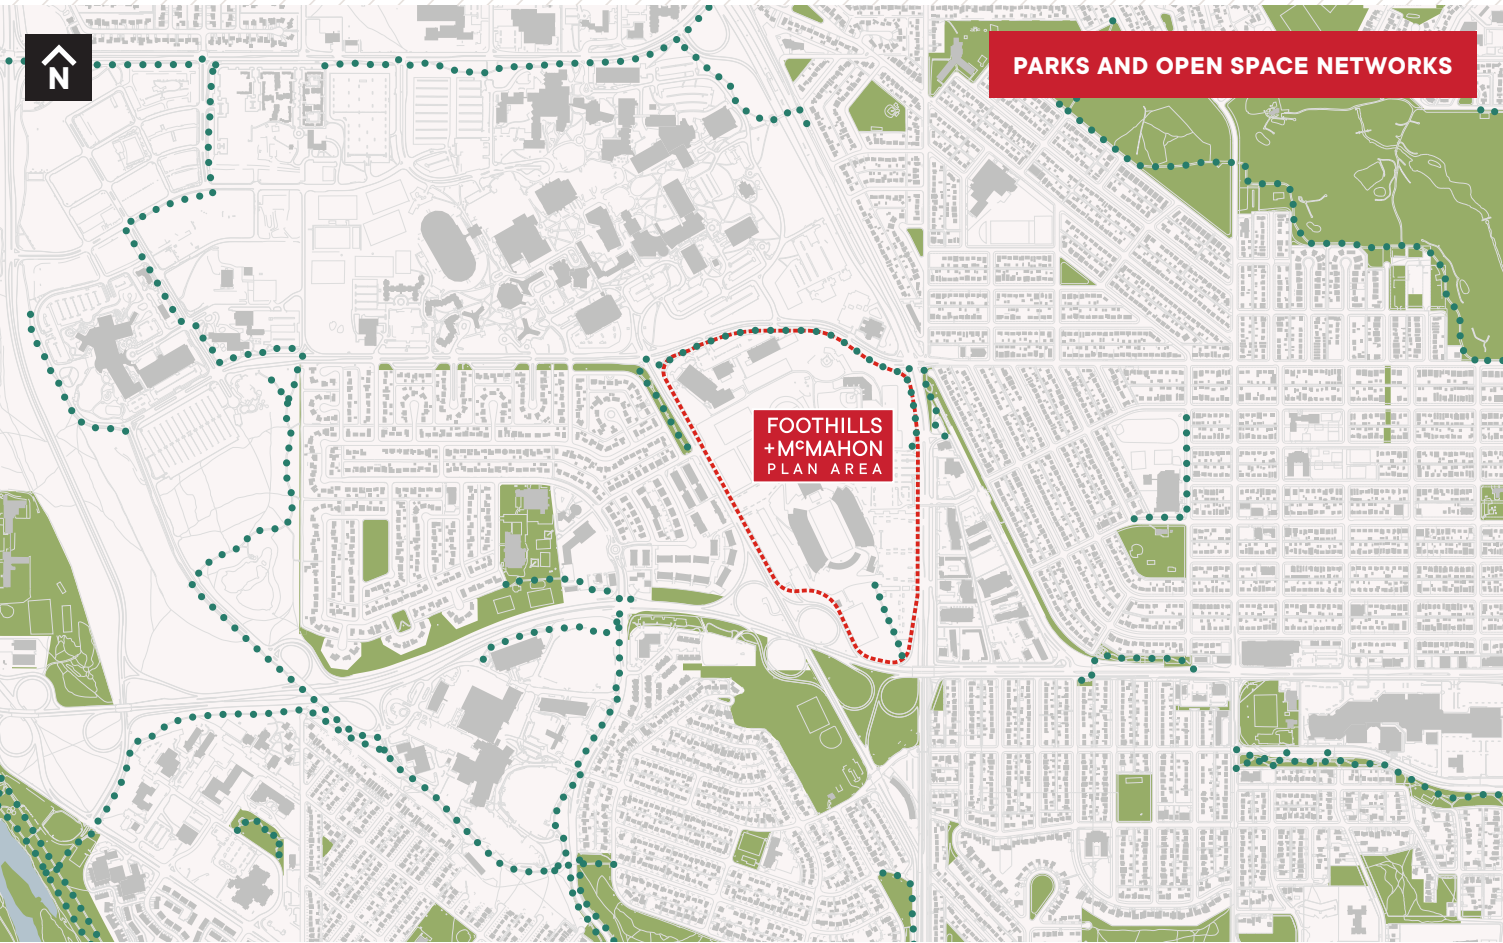 N
PARKS AND OPEN SPACE NETWORKS
FOOTHILLS
+McMAHON
PLAN AREA